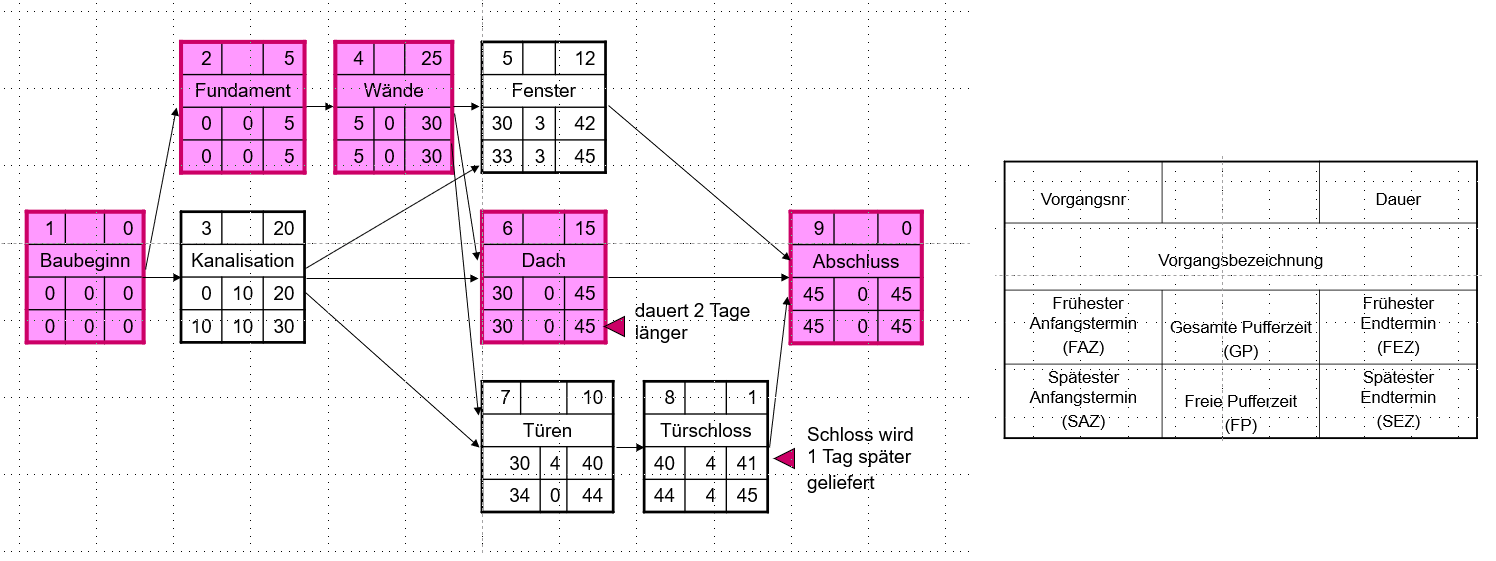 2 5
Fundament
0 0 5
0 0 5
4 25
Wände
5 0 30
5 0 30
5 12
Fenster
30 3 42
33 3 45
1 0
Baubeginn
0 0 0
0 0 0
3 20
Kanalisation
0 10 20
10 10 30
6 15
Dach
30 0 45
30 0 45
dauert 2 Tage
länger
9 0
Abschluss
45 0 45
45 0 45
7 10
Türen
30 4 40
34 0 44
8 1
Türschloss
40 4 41
44 4 45
Schloss wird
1 Tag später
geliefert
Vorgangsnr Dauer
Vorgangsbezeichnung
Frühester
Anfangstermin
(FAZ)
Gesamte Pufferzeit
(GP)
Frühester
Endtermin
(FEZ)
Spätester
Anfangstermin
(SAZ)
Freie Pufferzeit
(FP)
Spätester
Endtermin
(SEZ)